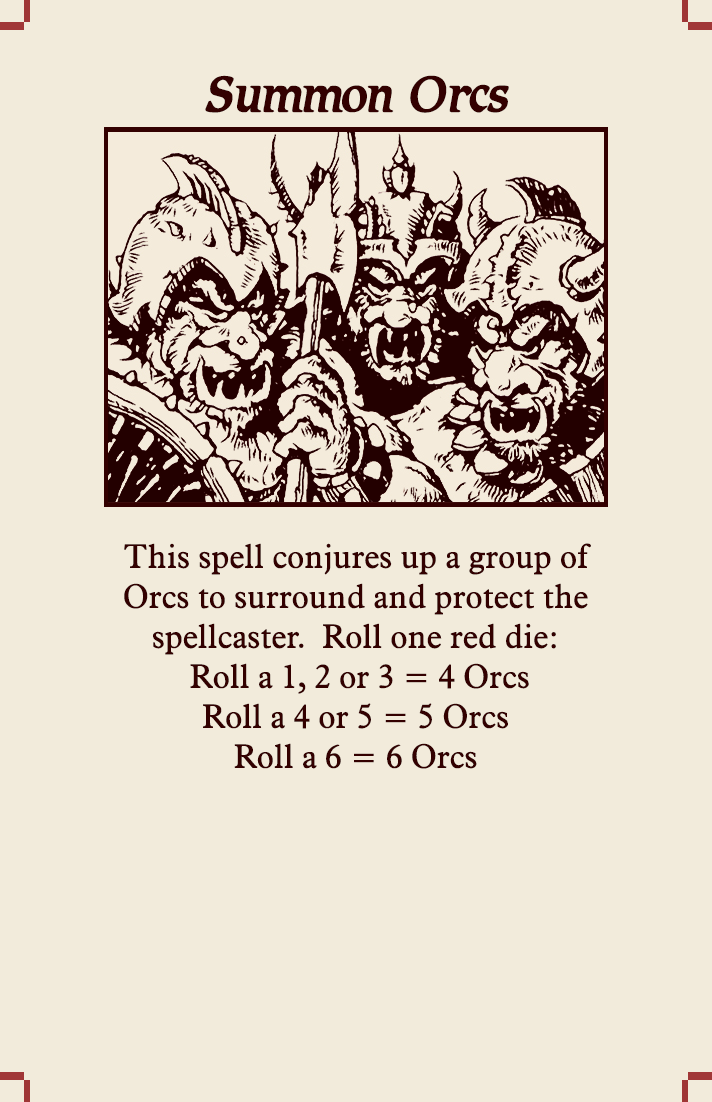 Summon Orcs
This spell conjures up a group of
Orcs to surround and protect the
spellcaster.  Roll one red die:
Roll a 1, 2 or 3 = 4 Orcs
Roll a 4 or 5 = 5 Orcs
Roll a 6 = 6 Orcs